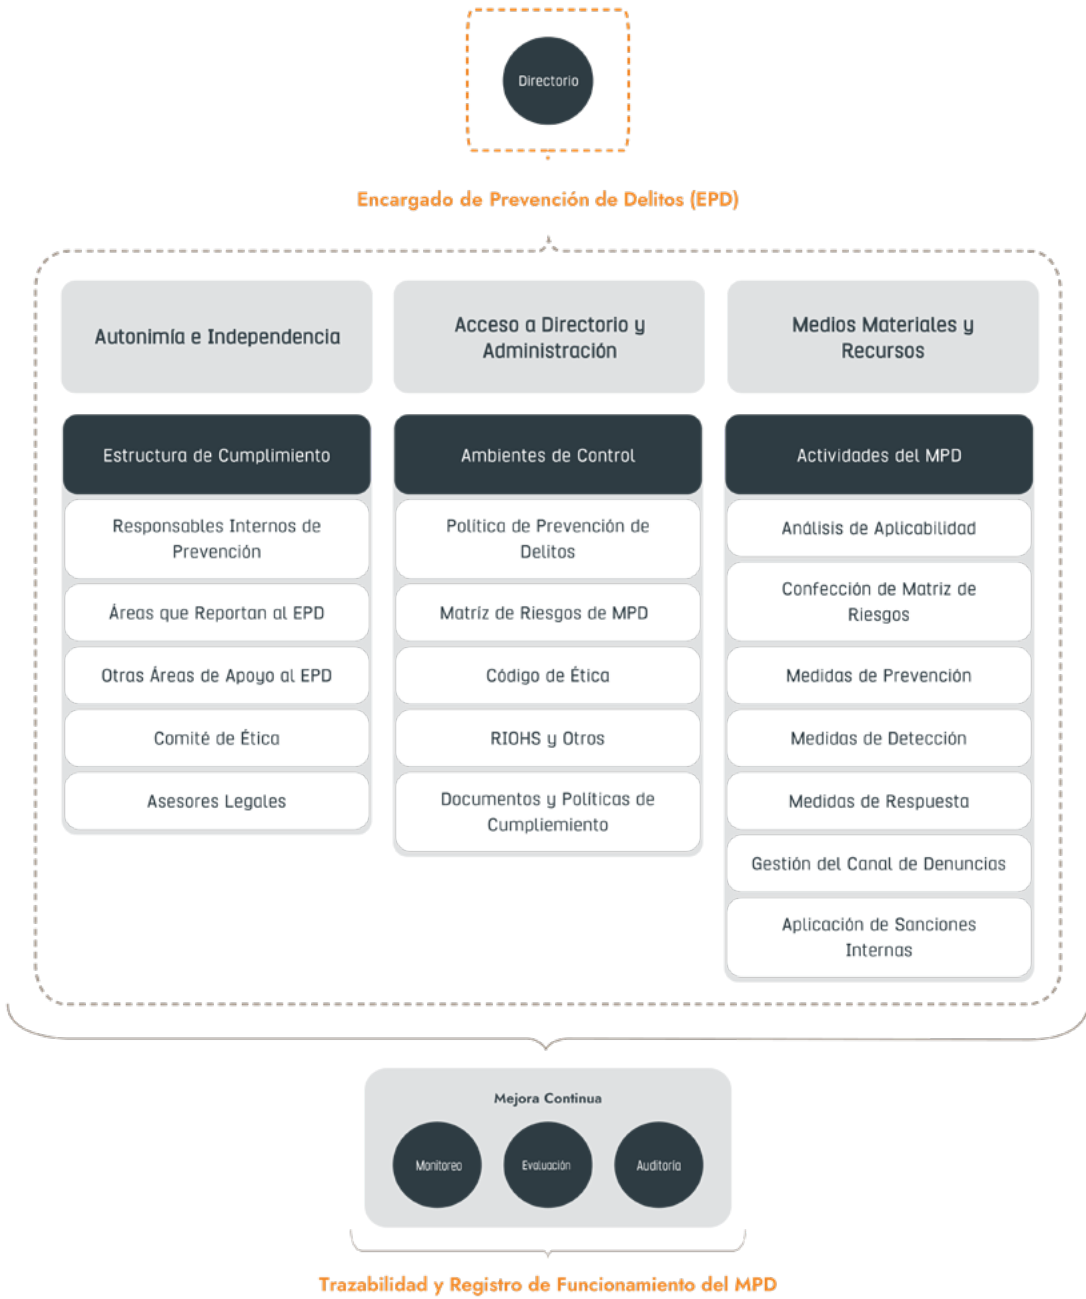 Directorio
Encargado de Prevención de Delitos (EPD)
Autonimía e Independencia
Acceso a Directorio y
Administración
Medios Materiales y
Recursos
Estructura de Cumplimiento
Responsables Internos de
Prevención
Áreas que Reportan al EPD
Otras Áreas de Apoyo al EPD
Comité de Ética
Asesores Legales
Ambientes de Control
Política de Prevención de
Delitos
Matríz de Riesgos de MPD
Código de Ética
RIOHS y Otros
Documentos y Políticas de
Cumpliemiento
Actividades del MPD
Análisis de Aplicabilidad
Confección de Matriz de
Riesgos
Medidas de Prevención
Medidas de Detección
Medidas de Respuesta
Gestión del Canal de Denuncias
Aplicación de Sanciones
Internas
Mejora Continua
Monitoreo
Evaluación
Auditoría
Trazabilidad y Registro de Funcionamiento del MPD